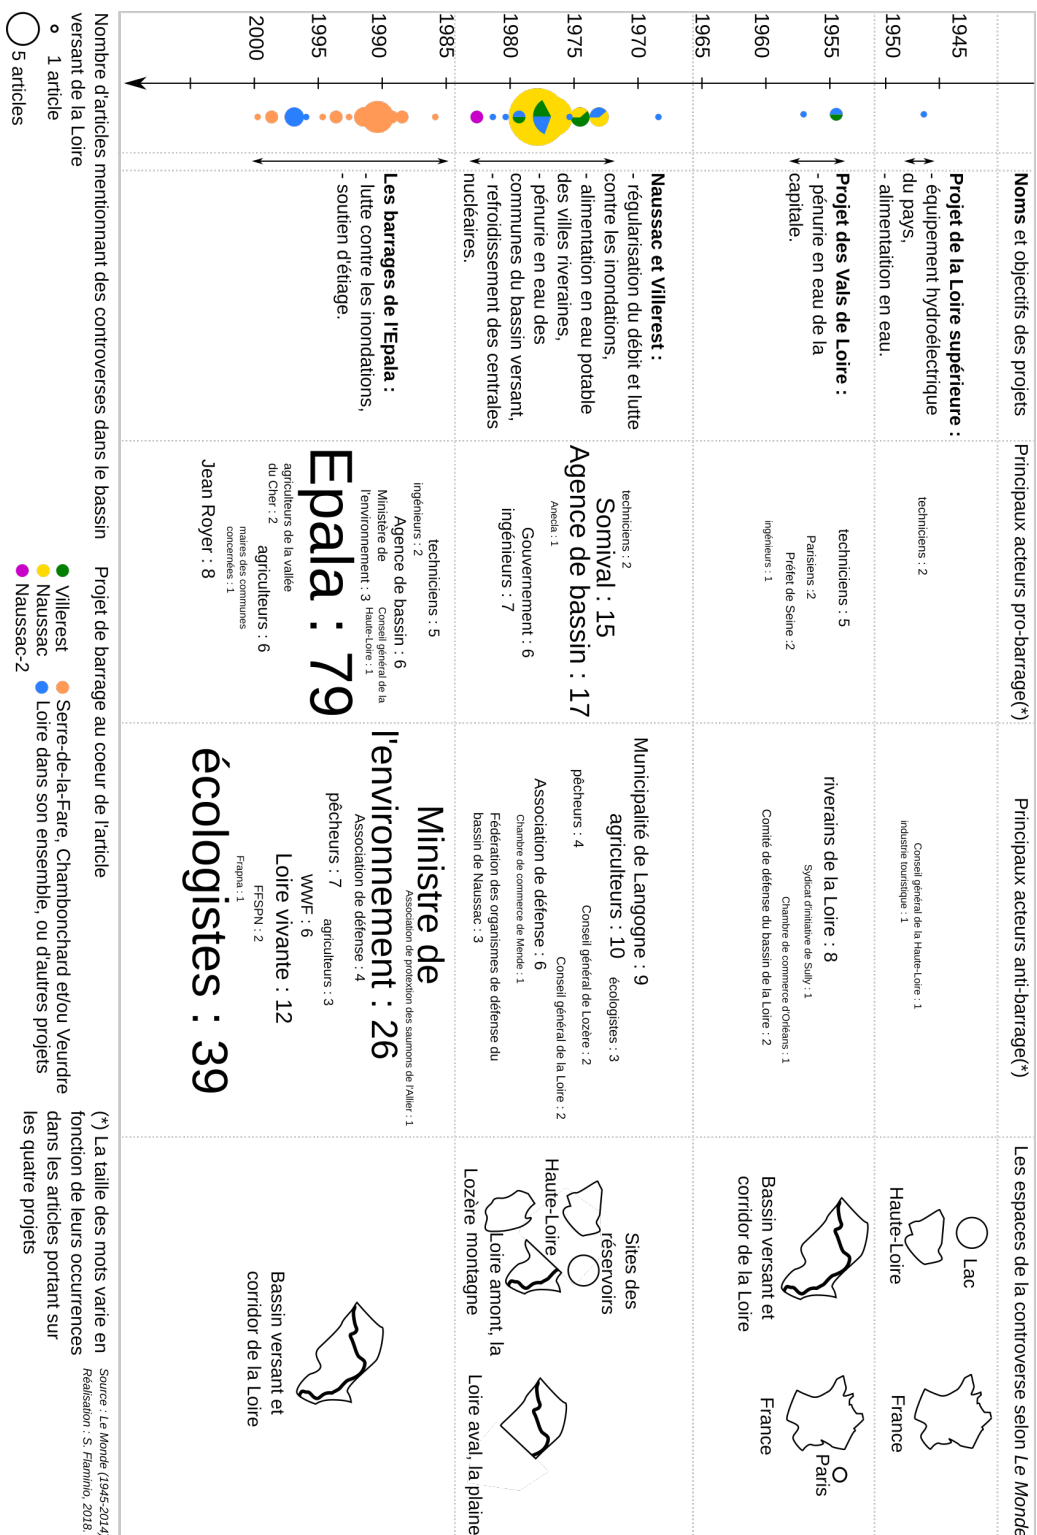 Noms et objectifs des projets
Principaux acteurs pro-barrage(*)
Principaux acteurs anti-barrage(*)
Les espaces de la controverse selon Le Monde
1945
1950
1955
1960
1965
1970
1975
1980
1985
1990
1995
2000
Projet de la Loire supérieure :
- équipement hydroélectrique
du pays,
- alimentaition en eau.
techniciens : 2
Conseil général de la Haute-Loire : 1
industrie touristique : 1
Lac
Haute-Loire
France
Projet des Vals de Loire :
- pénurie en eau de la
capitale.
techniciens : 5
Parisiens :2
Préfet de Seine :2
ingénieurs : 1
riverains de la Loire : 8
Sydicat d'initiative de Sully : 1
Chambre de commerce d'Orléans : 1
Comité de défense du bassin de la Loire : 2
Bassin versant et
corridor de la Loire
Paris
France
Naussac et Villerest :
- régularisation du débit et lutte
contre les inondations,
- alimentation en eau potable
des villes riveraines,
- pénurie en eau des
communes du bassin versant,
- refroidissement des centrales
nucléaires.
techniciens : 2
Somival : 15
Agence de bassin : 17
Anecla : 1
Gouvernement : 6
ingénieurs : 7
Municipalité de Langogne : 9
agriculteurs : 10
écologistes : 3
pêcheurs : 4
Conseil général de Lozère : 2
Conseil général de la Loire : 2
Association de défense : 6
Chambre de commerce de Mende : 1
Fédération des organismes de défense du
bassin de Naussac : 3
Sites des
réservoirs
Haute-Loire
Lozère
Loire amont, la
montagne
Loire aval, la plaine
Les barrages de l'Epala :
- lutte contre les inondations,
- soutien d'étiage.
techniciens : 5
ingénieurs : 2
Agence de bassin : 6
Ministère de
l'environnement : 3
Conseil général de la
Haute-Loire : 1
Epala : 79
agriculteurs de la vallée
du Cher : 2
agriculteurs : 6
maires des communes
concernées : 1
Jean Royer : 8
Ministre de
l'environnement : 26
Association de protextion des saumons de l'Allier : 1
Association de défense : 4
pêcheurs : 7
agriculteurs : 3
WWF : 6
Loire vivante : 12
FFSPN : 2
Frapna : 1
écologistes : 39
Bassin versant et
corridor de la Loire
Nombre d'articles mentionnant des controverses dans le bassin
versant de la Loire
1 article
5 articles
Projet de barrage au coeur de l'article
Villerest
Naussac
Naussac-2
Serre-de-la-Fare, Chambonchard et/ou Veurdre
Loire dans son ensemble, ou d'autres projets
(*) La taille des mots varie en
fonction de leurs occurrences
dans les articles portant sur
les quatre projets
Source : Le Monde (1945-2014)
Réalisation : S. Flaminio, 2018.